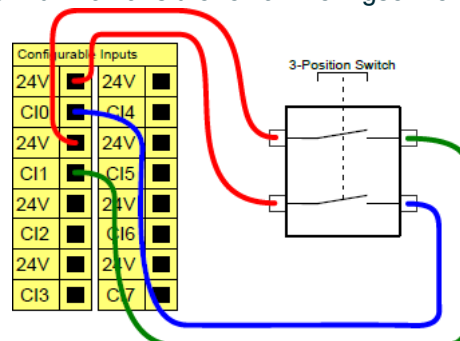 Configurable Inputs
3-Position Switch
24V 24V
CI0 CI4
24V 24V
CI1 CI5
24V 24V
CI2 CI6
24V 24V
CI3 CI7